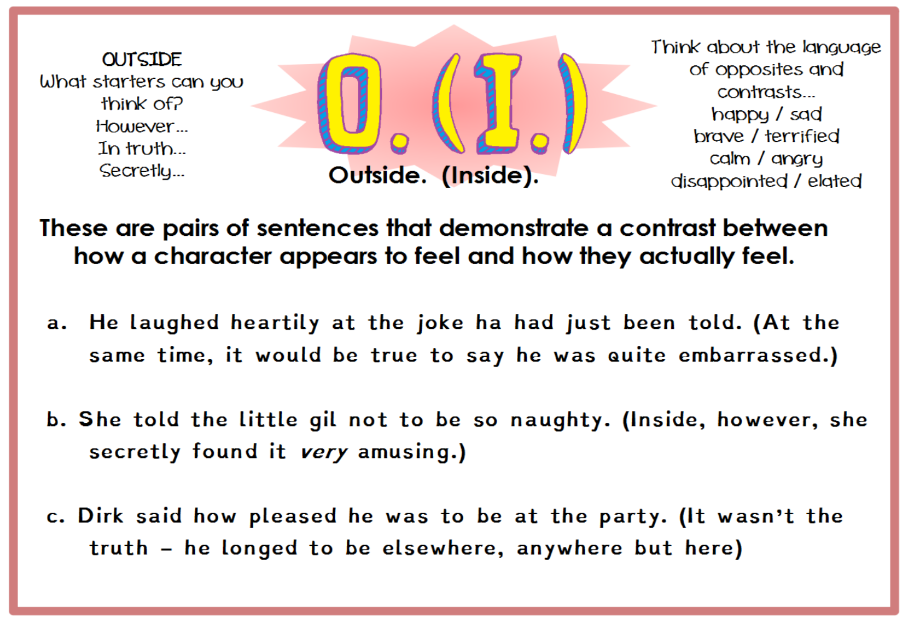 OUTSIDE
What starters can you
think of?
However...
In truth...
Secretly...
O. (I.)
Outside. (Inside).
Think about the language
of opposites and
contrasts...
happy / sad
brave / terrified
calm / angry
disappointed / elated
These are pairs of sentences that demonstrate a contrast between
how a character appears to feel and how they actually feel.
a. He laughed heartily at the joke ha had just been told. (At the
same time, it would be true to say he was quite embarrassed.)
b. She told the little gil not to be so naughty. (Inside, however, she
secretly found it very amusing.)
c. Dirk said how pleased he was to be at the party. (It wasn't the
truth – he longed to be elsewhere, anywhere but here)